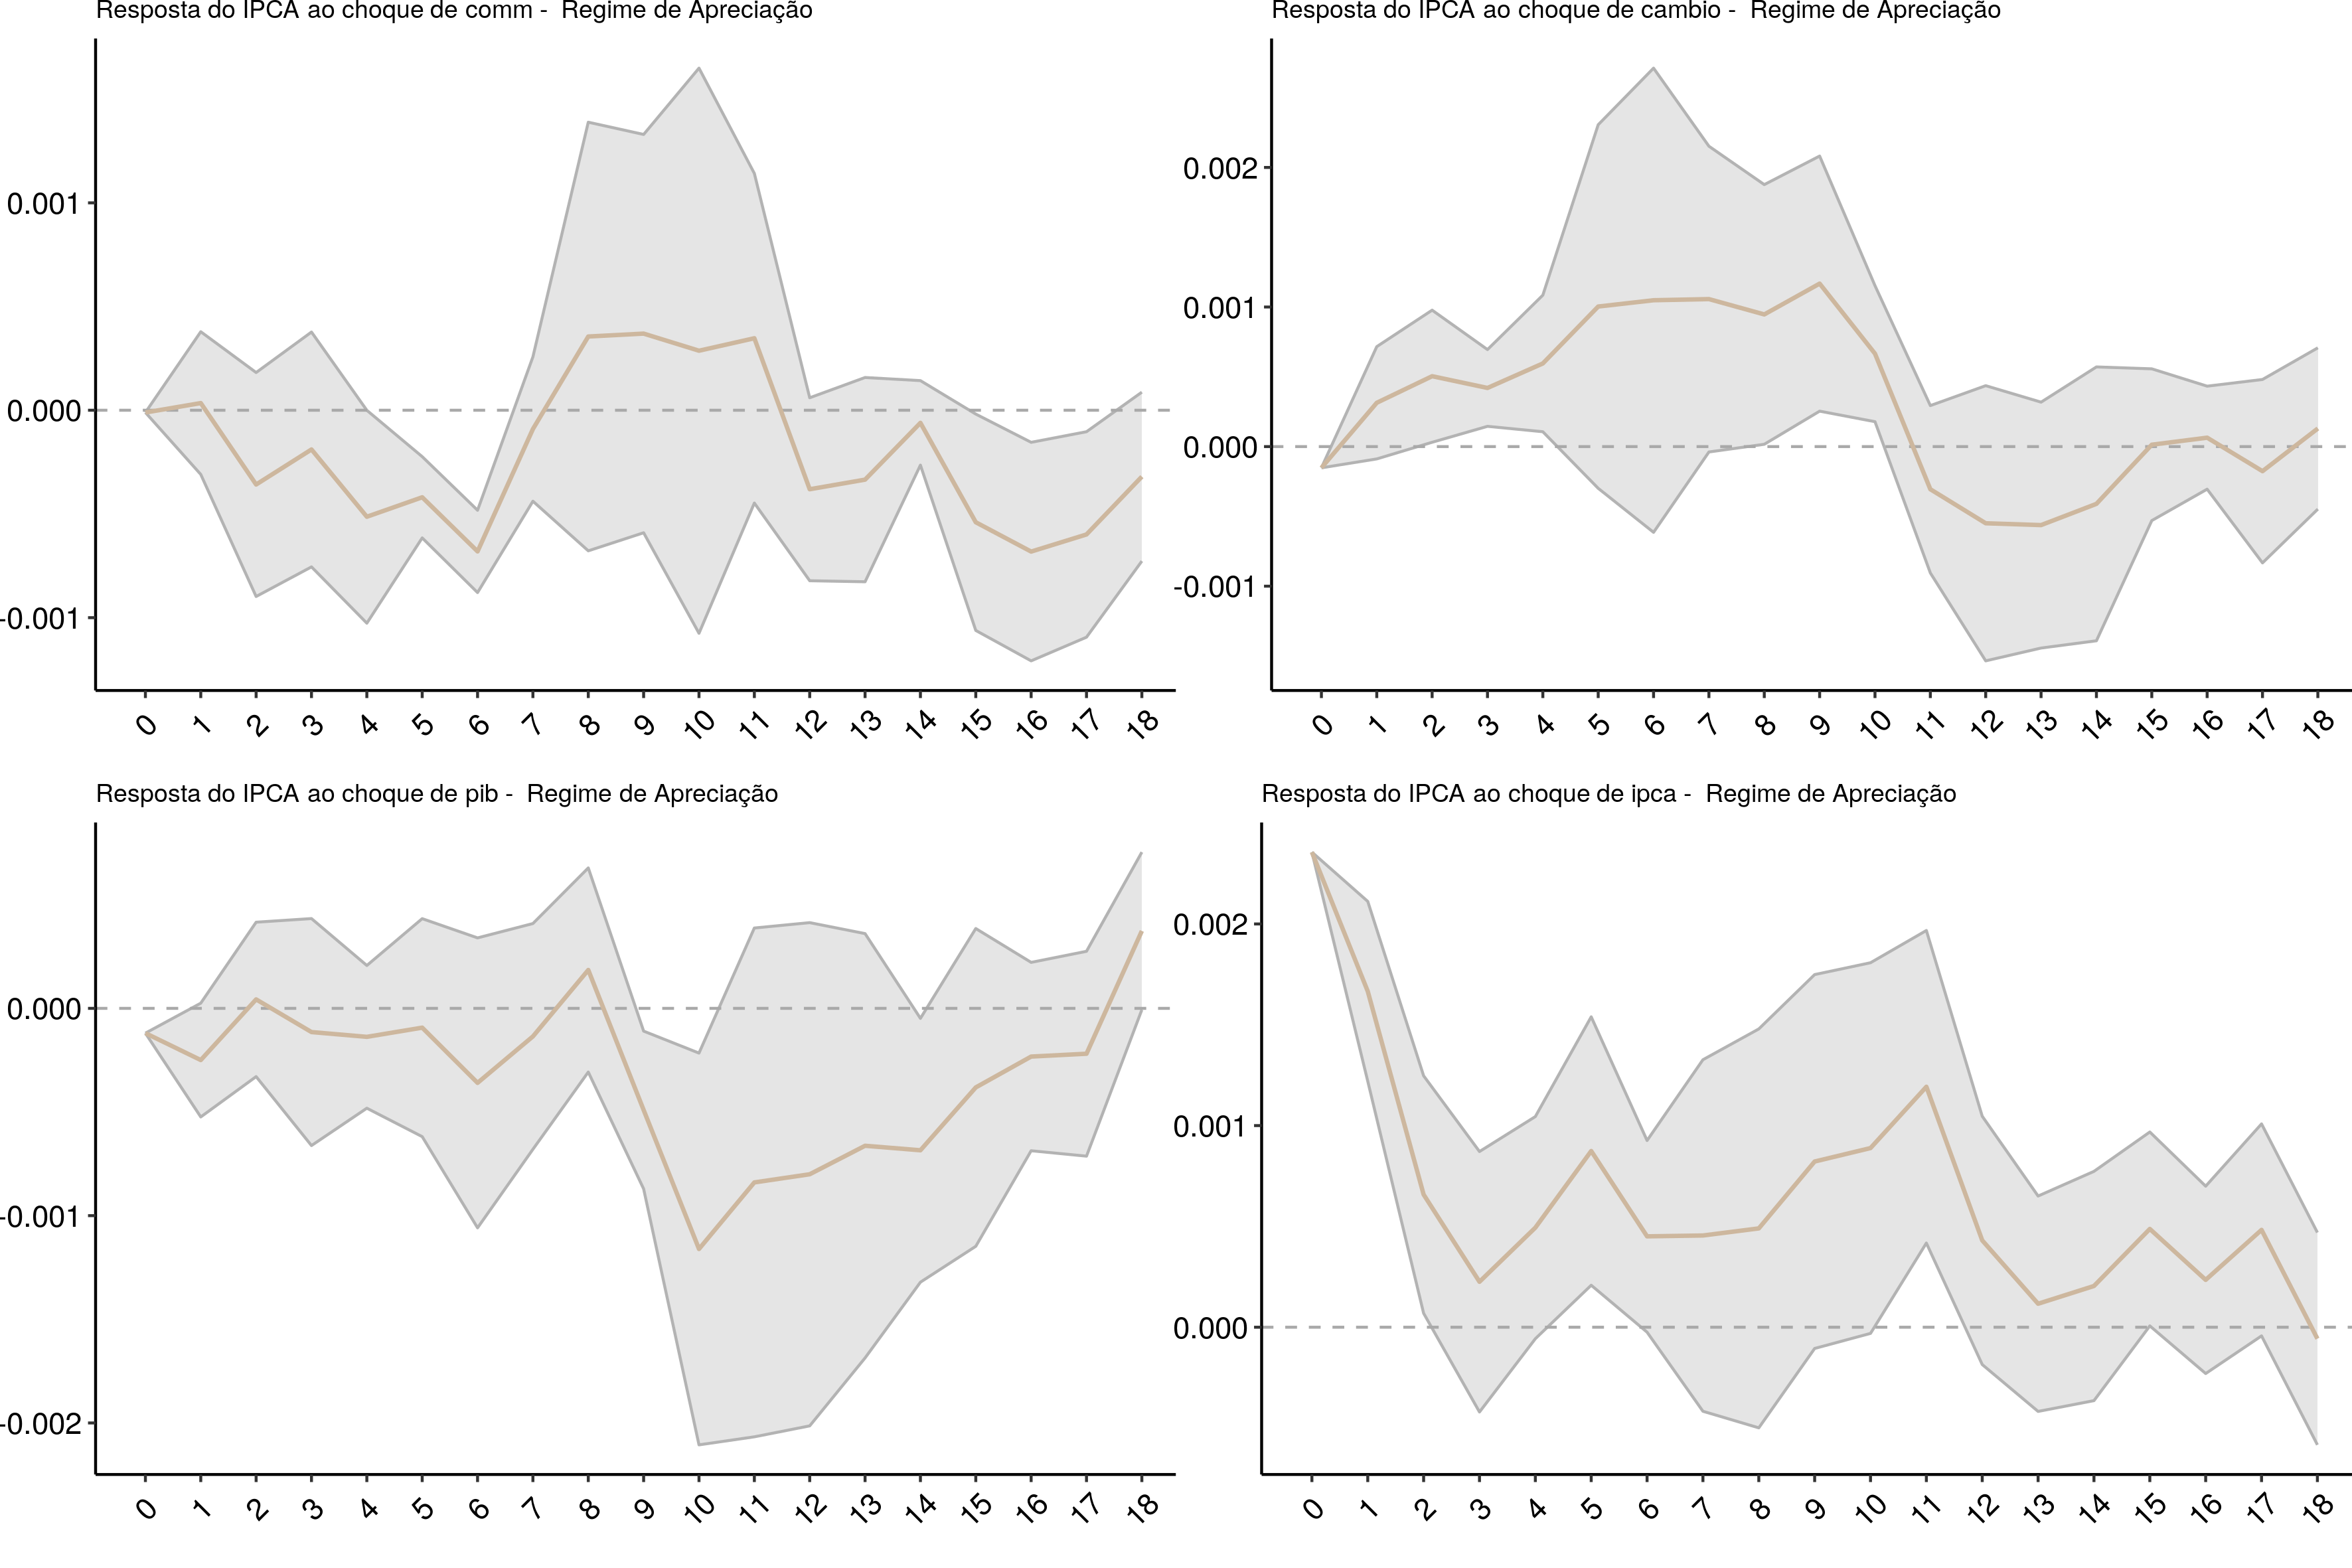 Resposta do IPCA ao choque de comm -  Regime de Apreciação
0.001
0.000
-0.001
0 1 2 3 4 5 6 7 8 9 10 11 12 13 14 15 16 17 18
Resposta do IPCA ao choque de cambio -  Regime de Apreciação
0.002
0.001
0.000
-0.001
0 1 2 3 4 5 6 7 8 9 10 11 12 13 14 15 16 17 18
Resposta do IPCA ao choque de pib -  Regime de Apreciação
0.000
-0.001
-0.002
0 1 2 3 4 5 6 7 8 9 10 11 12 13 14 15 16 17 18
Resposta do IPCA ao choque de ipca -  Regime de Apreciação
0.002
0.001
0.000
0 1 2 3 4 5 6 7 8 9 10 11 12 13 14 15 16 17 18